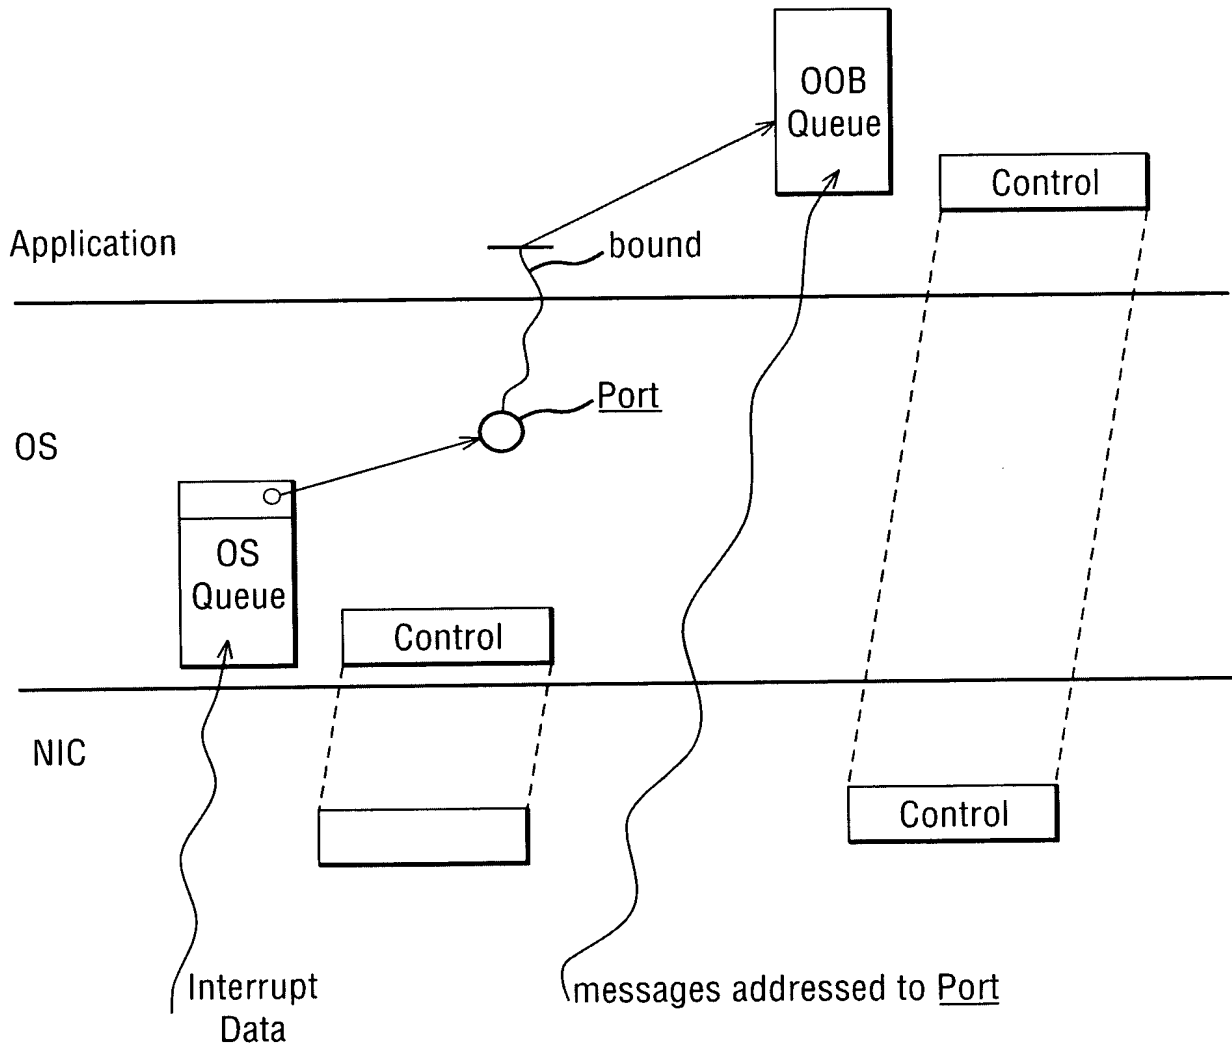 OOB
Queue
Control
Application
bound
Port
OS
OS
Queue
Control
NIC
Control
Interrupt
Data
messages addressed to Port